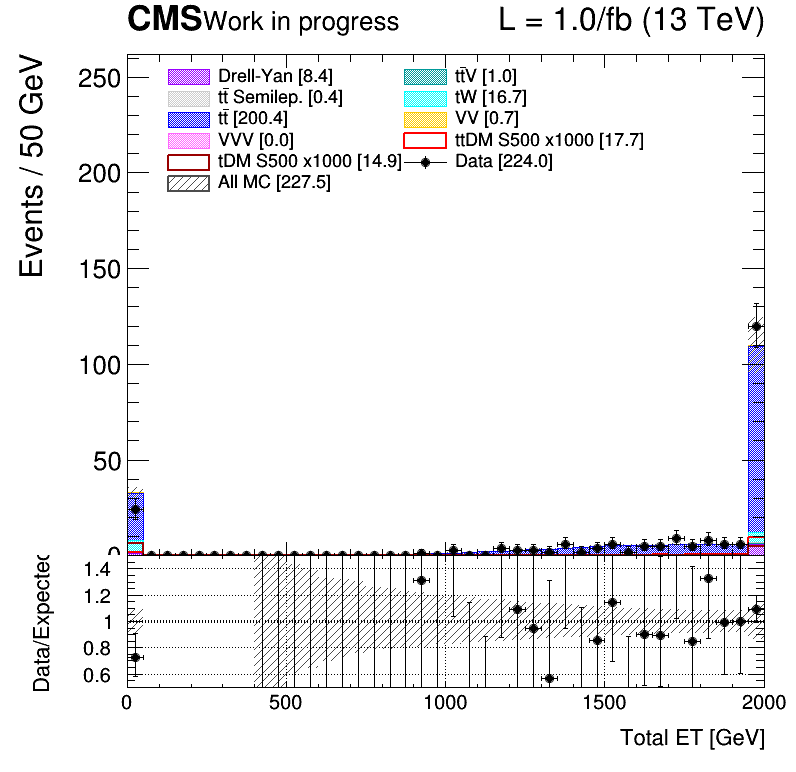 CMS Work in progress L = 1.0/fb (13 TeV)
Events / 50 GeV
250
200
150
100
50
0
Drell-Yan [8.4]
tt̄V [1.0]
tt̄ Semilep. [0.4]
tW [16.7]
tt̄ [200.4]
VV [0.7]
VVV [0.0]
ttDM S500 x1000 [17.7]
tDM S500 x1000 [14.9]
Data [224.0]
All MC [227.5]
Data/Expected
1.4
1.2
1
0.8
0.6
0 500 1000 1500 2000
Total ET [GeV]